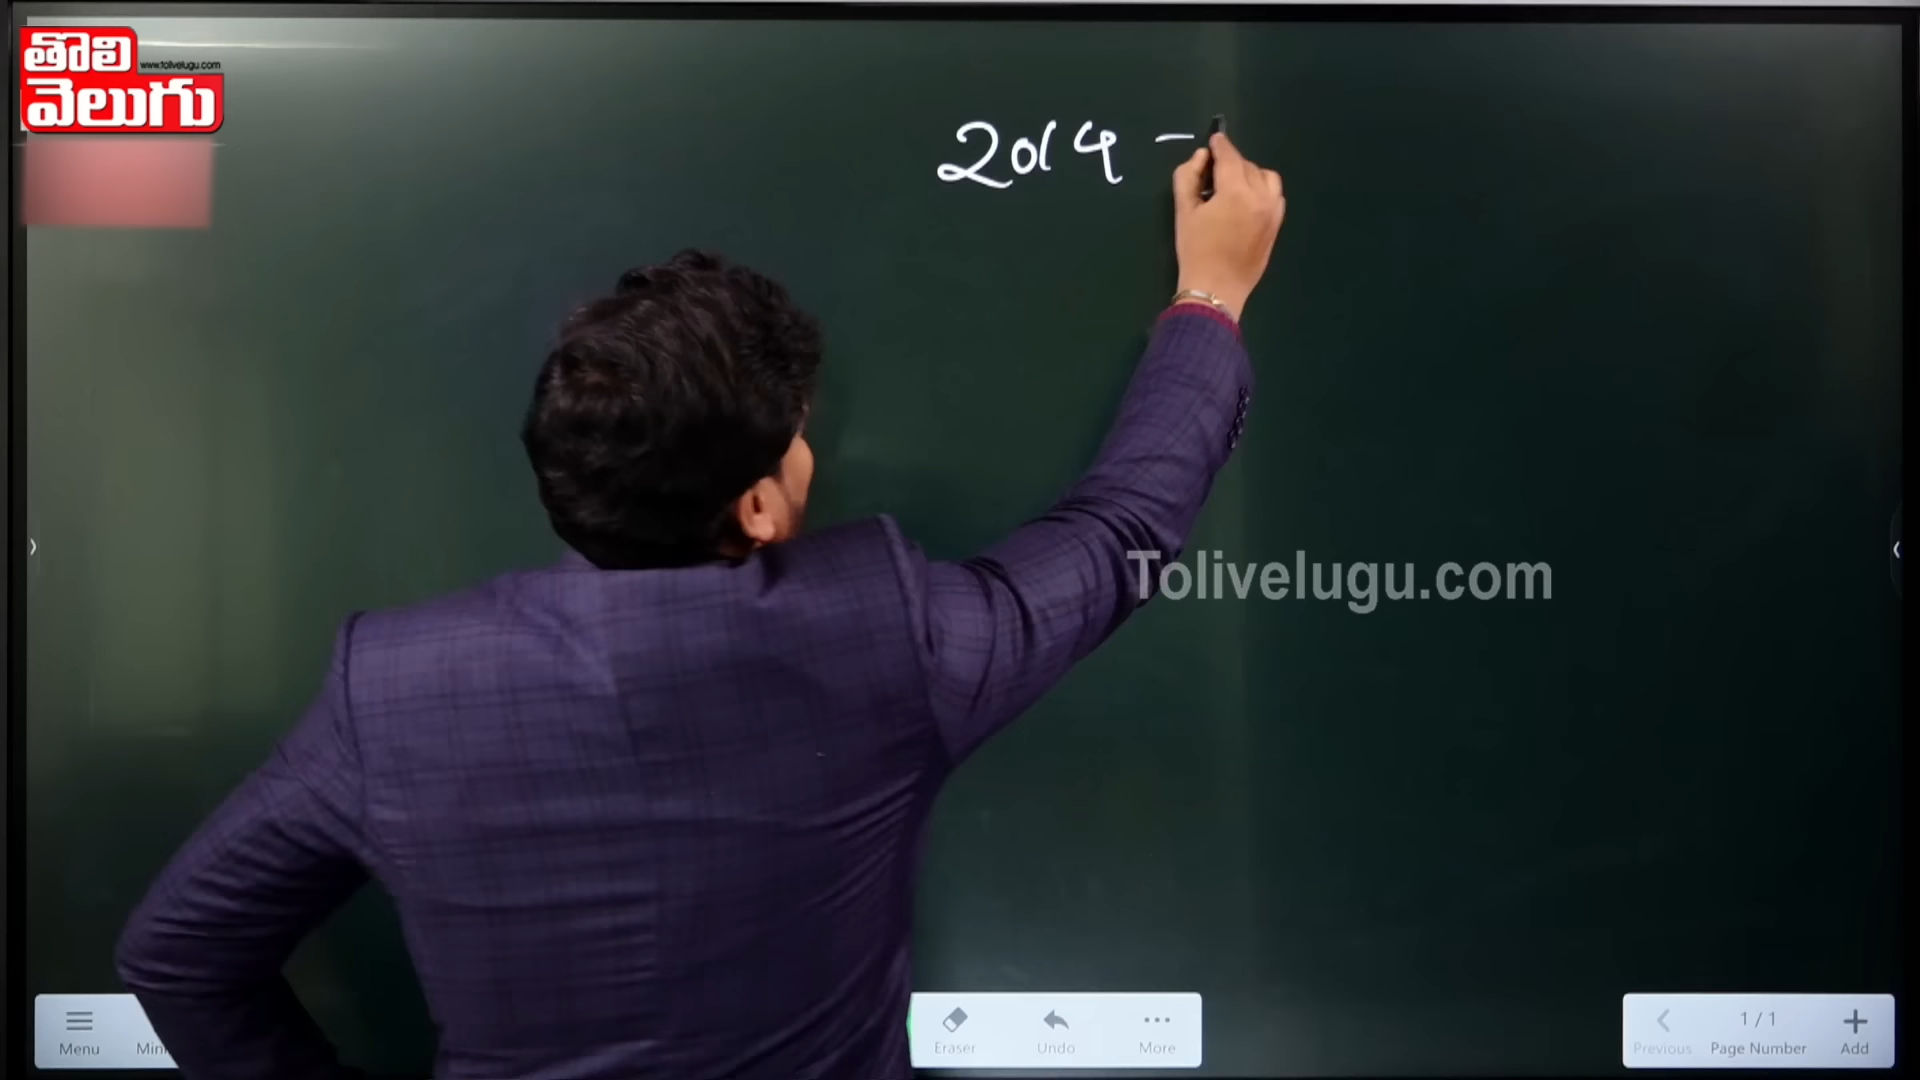 తొలి
www.tolivelugu.com
వెలుగు
2014 -
Tolivelugu.com
Menu
Eraser Undo More
Previous 1 / 1 Page Number Add